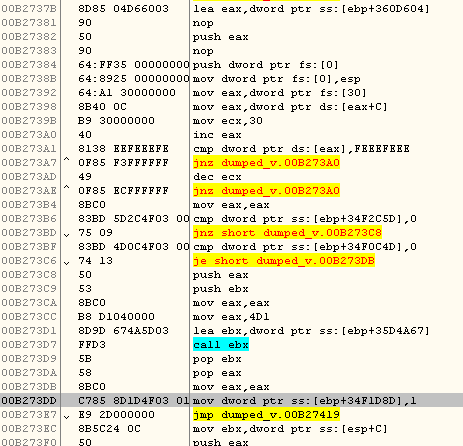 00B2737B 8D85 04D66003 lea eax,dword ptr ss:[ebp+360D604]
00B27381 90 nop
00B27382 50 push eax
00B27383 90 nop
00B27384 64:FF35 00000000 push dword ptr fs:[0]
00B2738B 64:8925 00000000 mov dword ptr fs:[0],esp
00B27392 64:A1 30000000 mov eax,dword ptr fs:[30]
00B27398 8B40 0C mov eax,dword ptr ds:[eax+C]
00B2739B B9 30000000 mov ecx,30
00B273A0 40 inc eax
00B273A1 8138 EEFEEEFE cmp dword ptr ds:[eax],FEEEFEEE
00B273A7 ^ 0F85 F3FFFFFF jnz dumped_v.00B273A0
00B273AD 49 dec ecx
00B273AE ^ 0F85 ECFFFFFF jnz dumped_v.00B273A0
00B273B4 8BC0 mov eax,eax
00B273B6 83BD 5D2C4F03 00 cmp dword ptr ss:[ebp+34F2C5D],0
00B273BD 75 09 jnz short dumped_v.00B273C8
00B273BF 83BD 4D0C4F03 00 cmp dword ptr ss:[ebp+34F0C4D],0
00B273C6 74 13 je short dumped_v.00B273DB
00B273C8 50 push eax
00B273C9 53 push ebx
00B273CA 8BC0 mov eax,eax
00B273CC B8 D1040000 mov eax,4D1
00B273D1 8D9D 674A5D03 lea ebx,dword ptr ss:[ebp+35D4A67]
00B273D7 FFD3 call ebx
00B273D9 5B pop ebx
00B273DA 58 pop eax
00B273DB 8BC0 mov eax,eax
00B273DD C785 8D1D4F03 01 mov dword ptr ss:[ebp+34F1D8D],1
00B273E7 E9 2D000000 jmp dumped_v.00B27419
00B273EC 8B5C24 0C mov ebx,dword ptr ss:[esp+C]
00B273F0 50 push eax